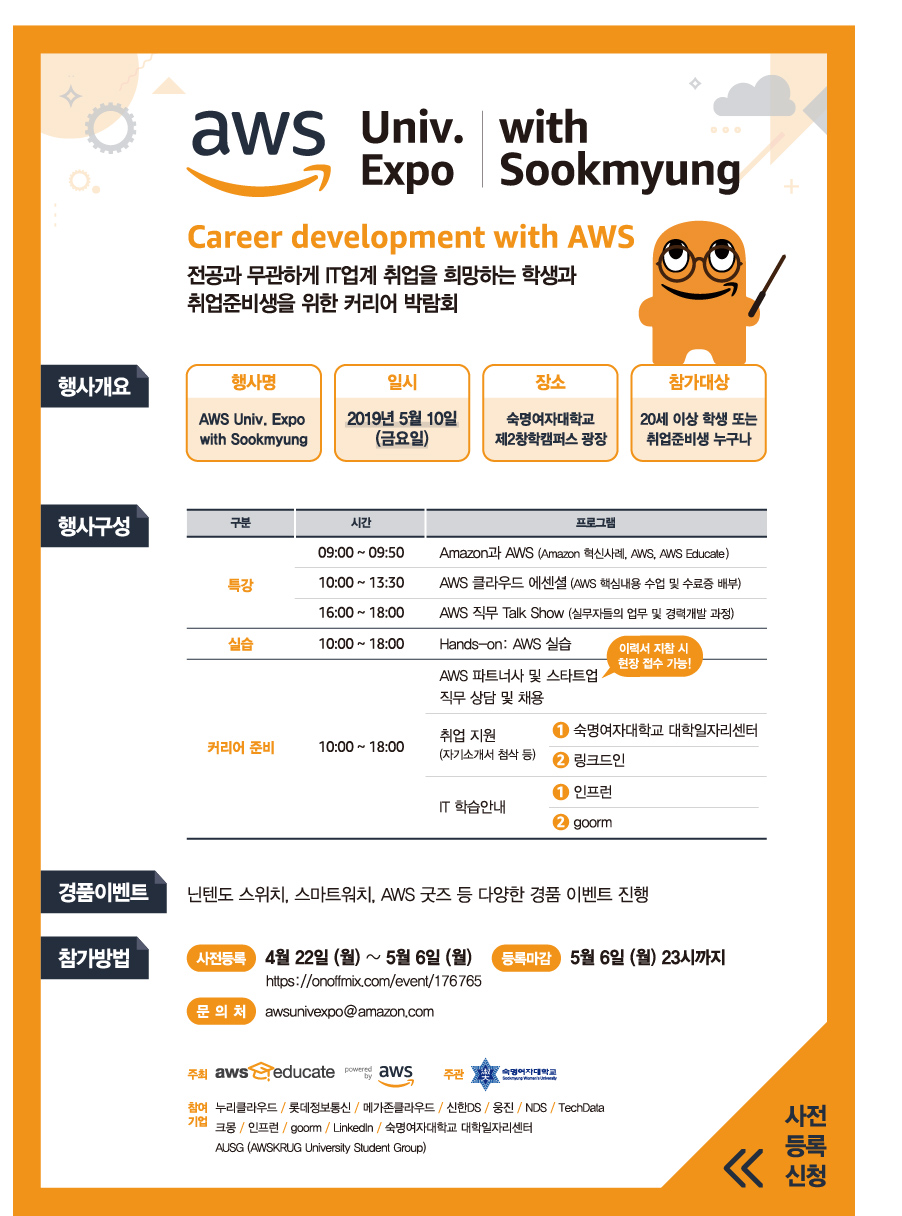 aws Univ. Expo with Sookmyung
Career development with AWS
전공과 무관하게 IT업계 취업을 희망하는 학생과
취업준비생을 위한 커리어 박람회
행사개요
행사명
AWS Univ. Expo
with Sookmyung
일시
2019년 5월 10일
(금요일)
장소
숙명여자대학교
제2창학캠퍼스 광장
참가대상
20세 이상 학생 또는
취업준비생 누구나
행사구성
구분 시간 프로그램
특강
09:00 ~ 09:50 Amazon과 AWS (Amazon 혁신사례, AWS, AWS Educate)
10:00 ~ 13:30 AWS 클라우드 에센셜 (AWS 핵심내용 수업 및 수료증 배부)
16:00 ~ 18:00 AWS 직무 Talk Show (실무자들의 업무 및 경력개발 과정)
실습 10:00 ~ 18:00 Hands-on: AWS 실습
이력서 지참 시
현장 접수 가능!
커리어 준비 10:00 ~ 18:00
AWS 파트너사 및 스타트업
직무 상담 및 채용
취업 지원
(자기소개서 첨삭 등)
1 숙명여자대학교 대학일자리센터
2 링크드인
IT 학습안내
1 인프런
2 goorm
경품이벤트
닌텐도 스위치, 스마트워치, AWS 굿즈 등 다양한 경품 이벤트 진행
참가방법
사전등록 4월 22일 (월) ~ 5월 6일 (월) 등록마감 5월 6일 (월) 23시까지
https://onoffmix.com/event/176765
문의처 awsunivexpo@amazon.com
주최 aws educate powered by aws 주관 숙명여자대학교
Sookmyung Women's University
참여
기업
누리클라우드 / 롯데정보통신 / 메가존클라우드 / 신한DS / 웅진 / NDS / TechData
크몽 / 인프런 / goorm / LinkedIn / 숙명여자대학교 대학일자리센터
AUSG (AWSKRUG University Student Group)
사전
등록
신청